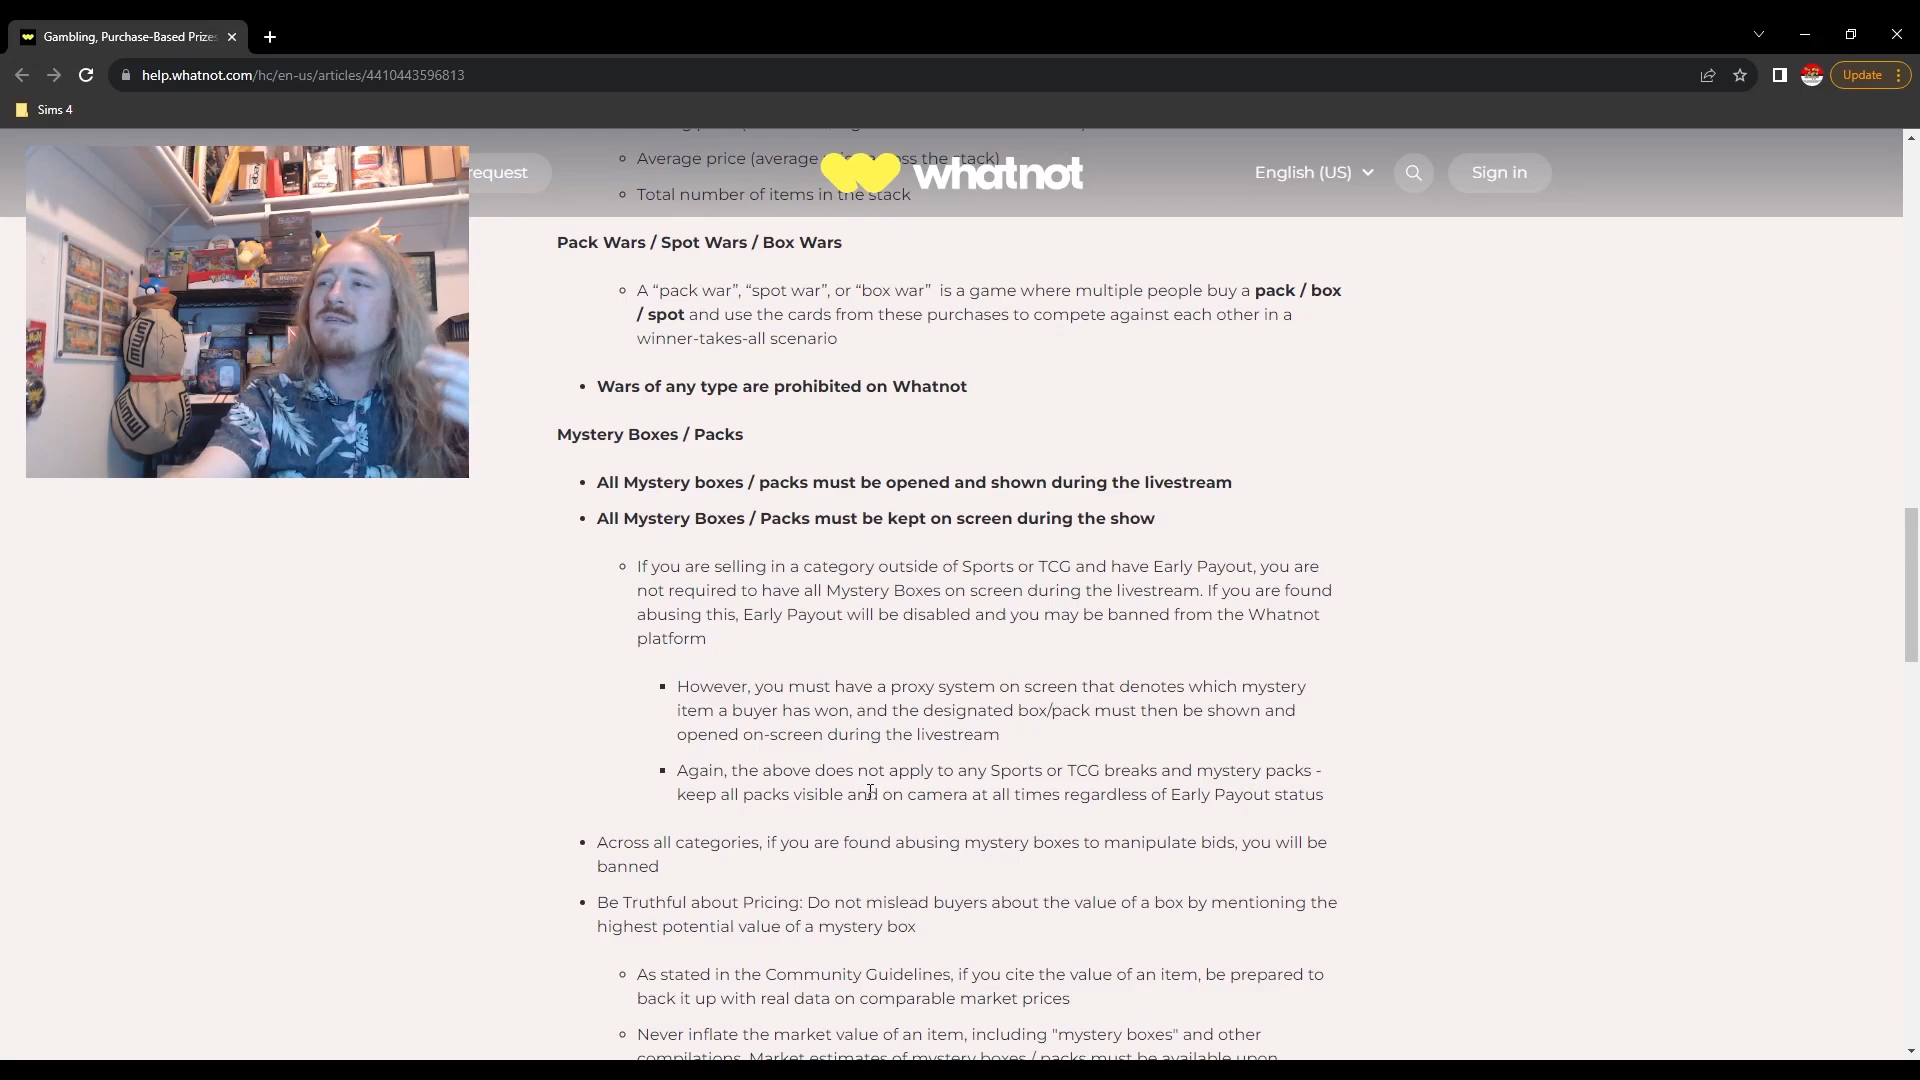 Gambling, Purchase-Based Prizes
help.whatnot.com/hc/en-us/articles/4410443596813
Update
Sims 4
Average price (average across the stack)
request
whatnot
English (US)
Sign in
Total number of items in the stack
Pack Wars / Spot Wars / Box Wars
A “pack war”, “spot war”, or “box war” is a game where multiple people buy a pack / box
/ spot and use the cards from these purchases to compete against each other in a
winner-takes-all scenario
Wars of any type are prohibited on Whatnot
Mystery Boxes / Packs
All Mystery boxes / packs must be opened and shown during the livestream
All Mystery Boxes / Packs must be kept on screen during the show
If you are selling in a category outside of Sports or TCG and have Early Payout, you are
not required to have all Mystery Boxes on screen during the livestream. If you are found
abusing this, Early Payout will be disabled and you may be banned from the Whatnot
platform
However, you must have a proxy system on screen that denotes which mystery
item a buyer has won, and the designated box/pack must then be shown and
opened on-screen during the livestream
Again, the above does not apply to any Sports or TCG breaks and mystery packs -
keep all packs visible and on camera at all times regardless of Early Payout status
Across all categories, if you are found abusing mystery boxes to manipulate bids, you will be
banned
Be Truthful about Pricing: Do not mislead buyers about the value of a box by mentioning the
highest potential value of a mystery box
As stated in the Community Guidelines, if you cite the value of an item, be prepared to
back it up with real data on comparable market prices
Never inflate the market value of an item, including "mystery boxes" and other
compilations. Market estimates of mystery boxes / packs must be available upon